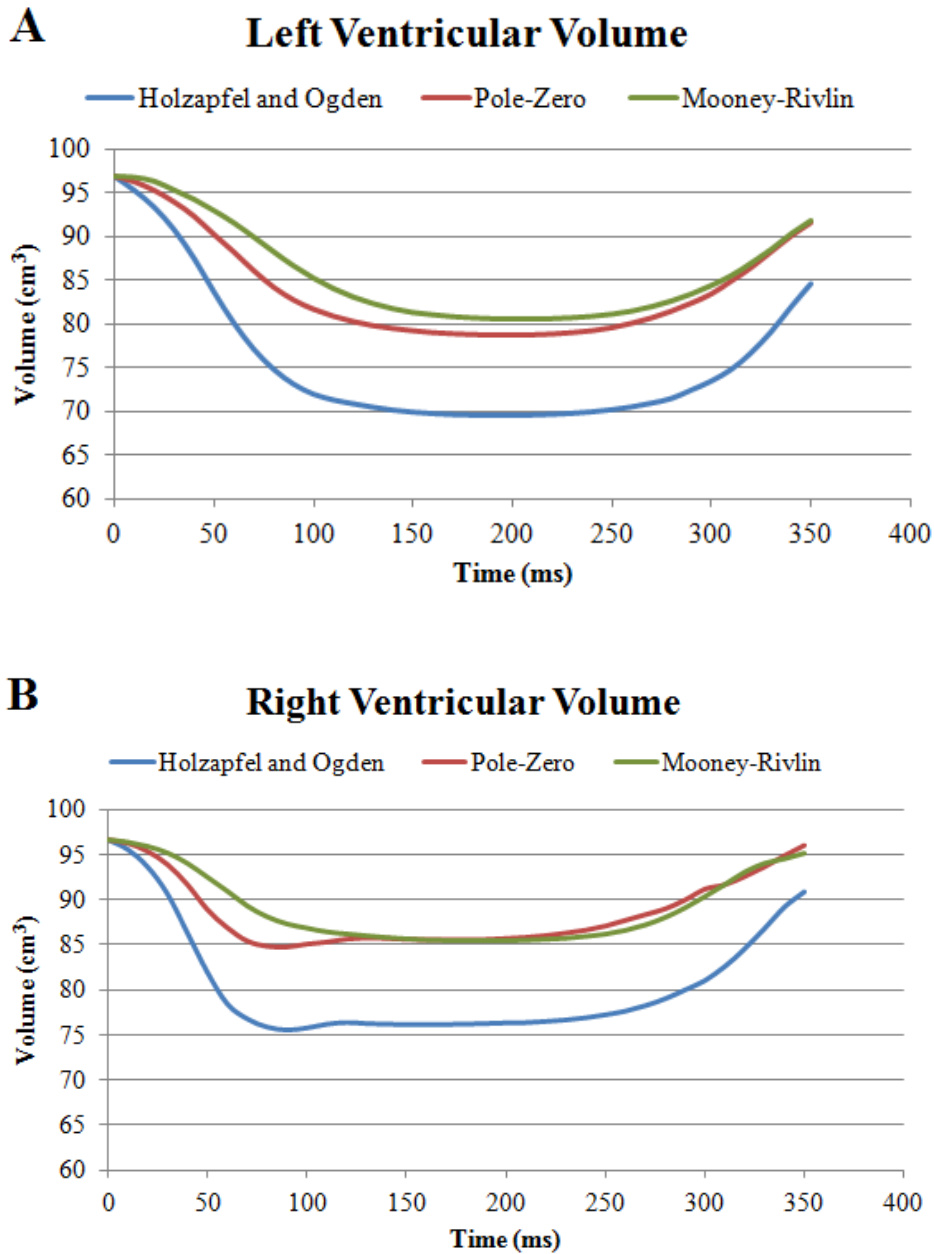 A
Left Ventricular Volume
Holzapfel and Ogden Pole-Zero Mooney-Rivlin
100
95
90
85
80
75
70
65
60
Volume (cm³)
0 50 100 150 200 250 300 350 400
Time (ms)
B
Right Ventricular Volume
Holzapfel and Ogden Pole-Zero Mooney-Rivlin
100
95
90
85
80
75
70
65
60
Volume (cm³)
0 50 100 150 200 250 300 350 400
Time (ms)